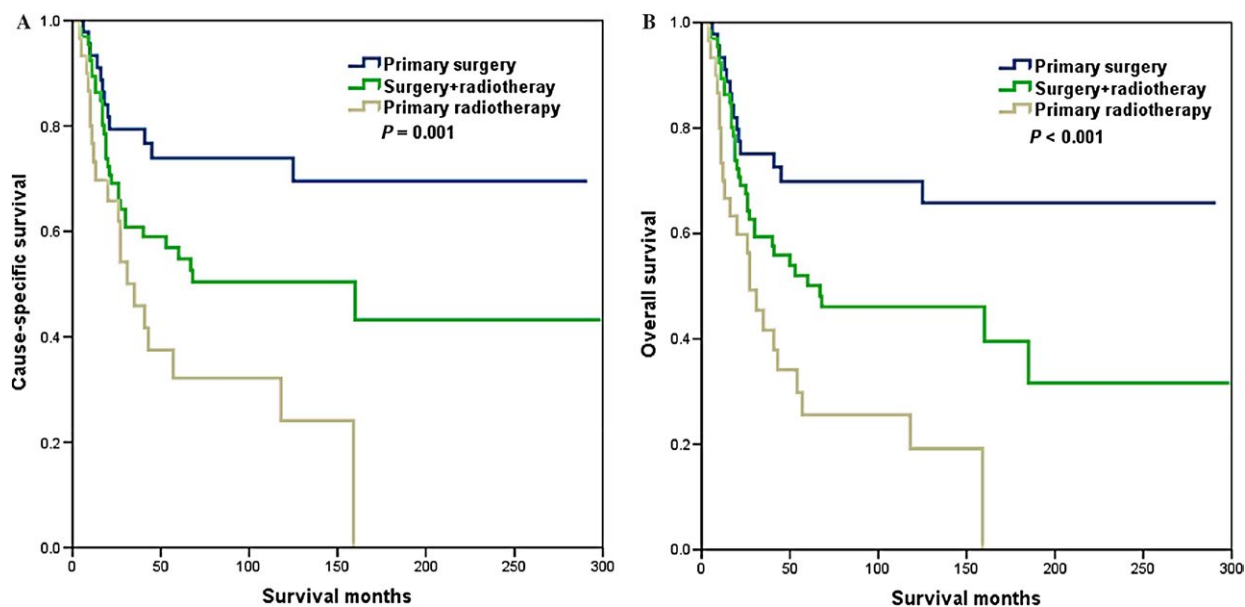 A
Cause-specific survival
1.0
0.8
0.6
0.4
0.2
0.0
Primary surgery
Surgery+radiotheray
Primary radiotherapy
P = 0.001
0 50 100 150 200 250 300
Survival months
B
Overall survival
1.0
0.8
0.6
0.4
0.2
0.0
Primary surgery
Surgery+radiotheray
Primary radiotherapy
P < 0.001
0 50 100 150 200 250 300
Survival months